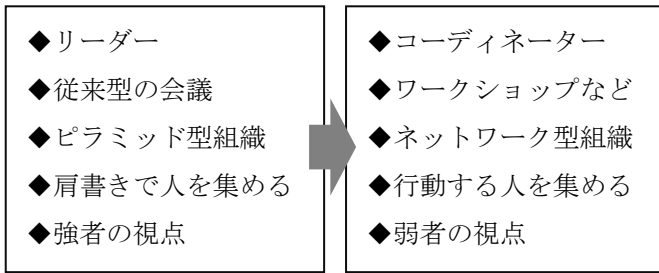 ◆リーダー
◆従来型の会議
◆ピラミッド型組織
◆肩書きで人を集める
◆強者の視点
◆コーディネーター
◆ワークショップなど
◆ネットワーク型組織
◆行動する人を集める
◆弱者の視点